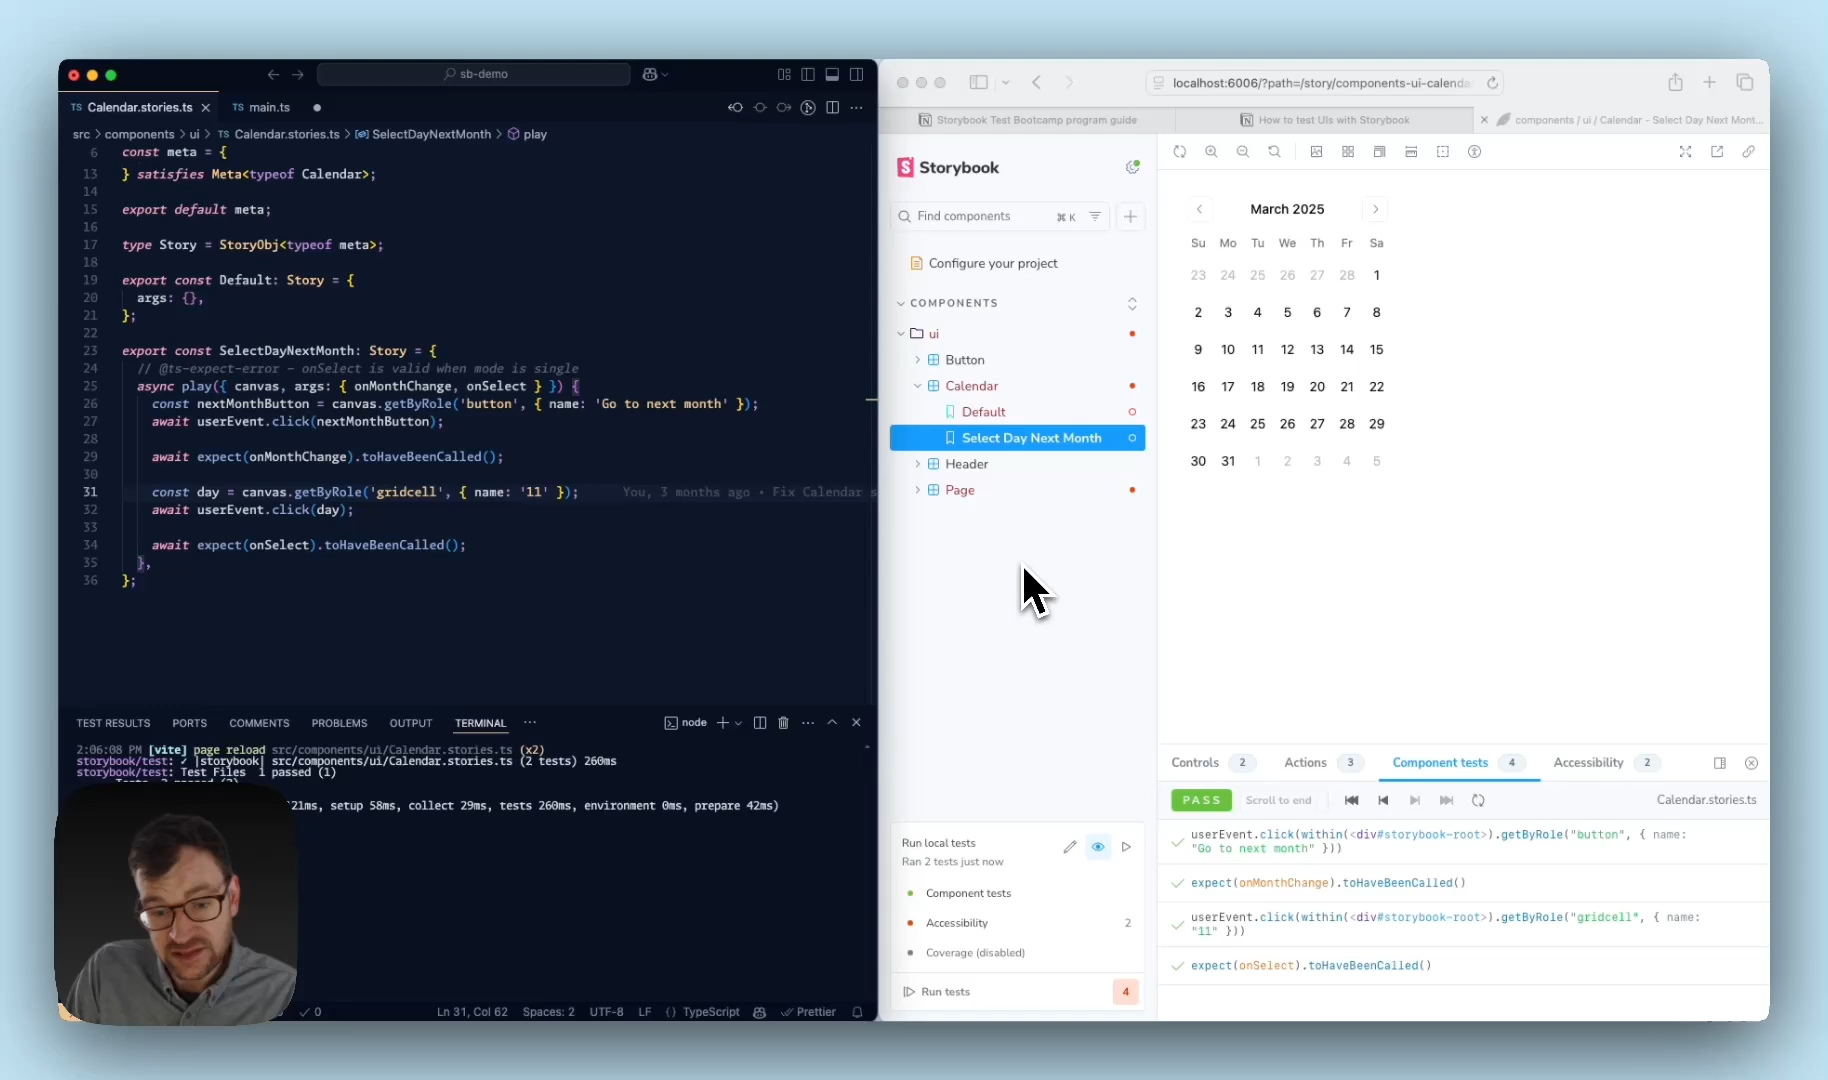 sb-demo
TS Calendar.stories.ts
TS main.ts
src > components > ui > TS Calendar.stories.ts > SelectDayNextMonth > play
6 const meta = {
13 } satisfies Meta<typeof Calendar>;
14
15 export default meta;
16
17 type Story = StoryObj<typeof meta>;
18
19 export const Default: Story = {
20 args: {},
21 };
22
23 export const SelectDayNextMonth: Story = {
24 // @ts-expect-error – onSelect is valid when mode is single
25 async play({ canvas, args: { onMonthChange, onSelect } }) {
26 const nextMonthButton = canvas.getByRole('button', { name: 'Go to next month' });
27 await userEvent.click(nextMonthButton);
28
29 await expect(onMonthChange).toHaveBeenCalled();
30
31 const day = canvas.getByRole('gridcell', { name: '11' }); You, 3 months ago • Fix Calendar s
32 await userEvent.click(day);
33
34 await expect(onSelect).toHaveBeenCalled();
35 },
36 };
TEST RESULTS PORTS COMMENTS PROBLEMS OUTPUT TERMINAL ··· node
2:06:08 PM [vite] page reload src/components/ui/Calendar.stories.ts (x2)
storybook/test: ✓ |storybook| src/components/ui/Calendar.stories.ts (2 tests) 260ms
storybook/test: Test Files 1 passed (1)
21ms, setup 58ms, collect 29ms, tests 260ms, environment 0ms, prepare 42ms)
0 Ln 31, Col 62 Spaces: 2 UTF-8 LF {} TypeScript Prettier
localhost:6006/?path=/story/components-ui-calenda
Storybook Test Bootcamp program guide
How to test UIs with Storybook
components / ui / Calendar - Select Day Next Mont...
S Storybook
Find components ⌘ K
Configure your project
COMPONENTS
ui
Button
Calendar
Default
Select Day Next Month
Header
Page
Run local tests
Ran 2 tests just now
Component tests
Accessibility 2
Coverage (disabled)
Run tests 4
March 2025
Su Mo Tu We Th Fr Sa
23 24 25 26 27 28 1
2 3 4 5 6 7 8
9 10 11 12 13 14 15
16 17 18 19 20 21 22
23 24 25 26 27 28 29
30 31 1 2 3 4 5
Controls 2 Actions 3 Component tests 4 Accessibility 2
PASS Scroll to end Calendar.stories.ts
userEvent.click(within(<div#storybook-root>).getByRole("button", { name:
"Go to next month" }))
expect(onMonthChange).toHaveBeenCalled()
userEvent.click(within(<div#storybook-root>).getByRole("gridcell", { name:
"11" }))
expect(onSelect).toHaveBeenCalled()